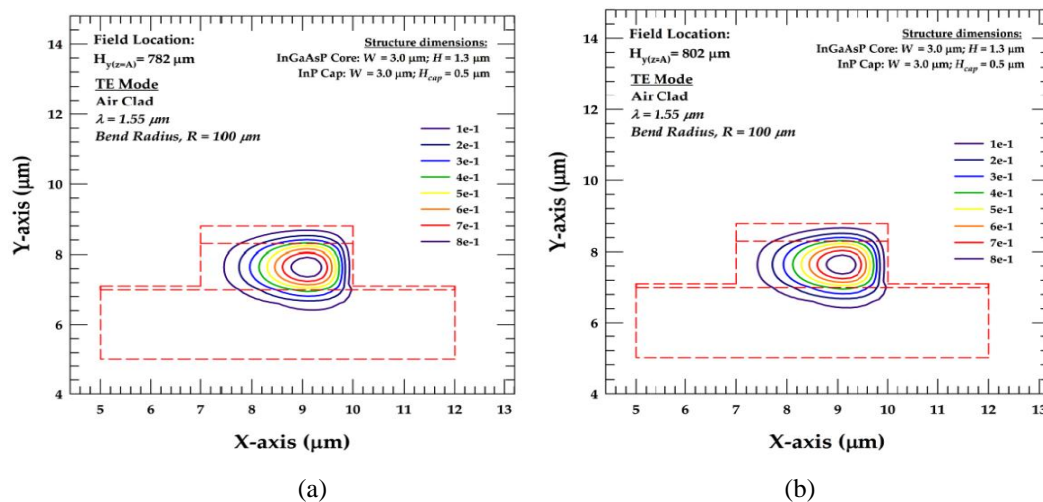 Field Location:
H y(z=A) = 782 μm
TE Mode
Air Clad
λ = 1.55 μm
Bend Radius, R = 100 μm
Structure dimensions:
InGaAsP Core: W = 3.0 μm; H = 1.3 μm
InP Cap: W = 3.0 μm; Hcap = 0.5 μm
1e-1
2e-1
3e-1
4e-1
5e-1
6e-1
7e-1
8e-1
14
12
10
8
6
4
Y-axis (μm)
5 6 7 8 9 10 11 12 13
X-axis (μm)
(a)
Field Location:
H y(z=A) = 802 μm
TE Mode
Air Clad
λ = 1.55 μm
Bend Radius, R = 100 μm
Structure dimensions:
InGaAsP Core: W = 3.0 μm; H = 1.3 μm
InP Cap: W = 3.0 μm; Hcap = 0.5 μm
1e-1
2e-1
3e-1
4e-1
5e-1
6e-1
7e-1
8e-1
14
12
10
8
6
4
Y-axis (μm)
5 6 7 8 9 10 11 12 13
X-axis (μm)
(b)